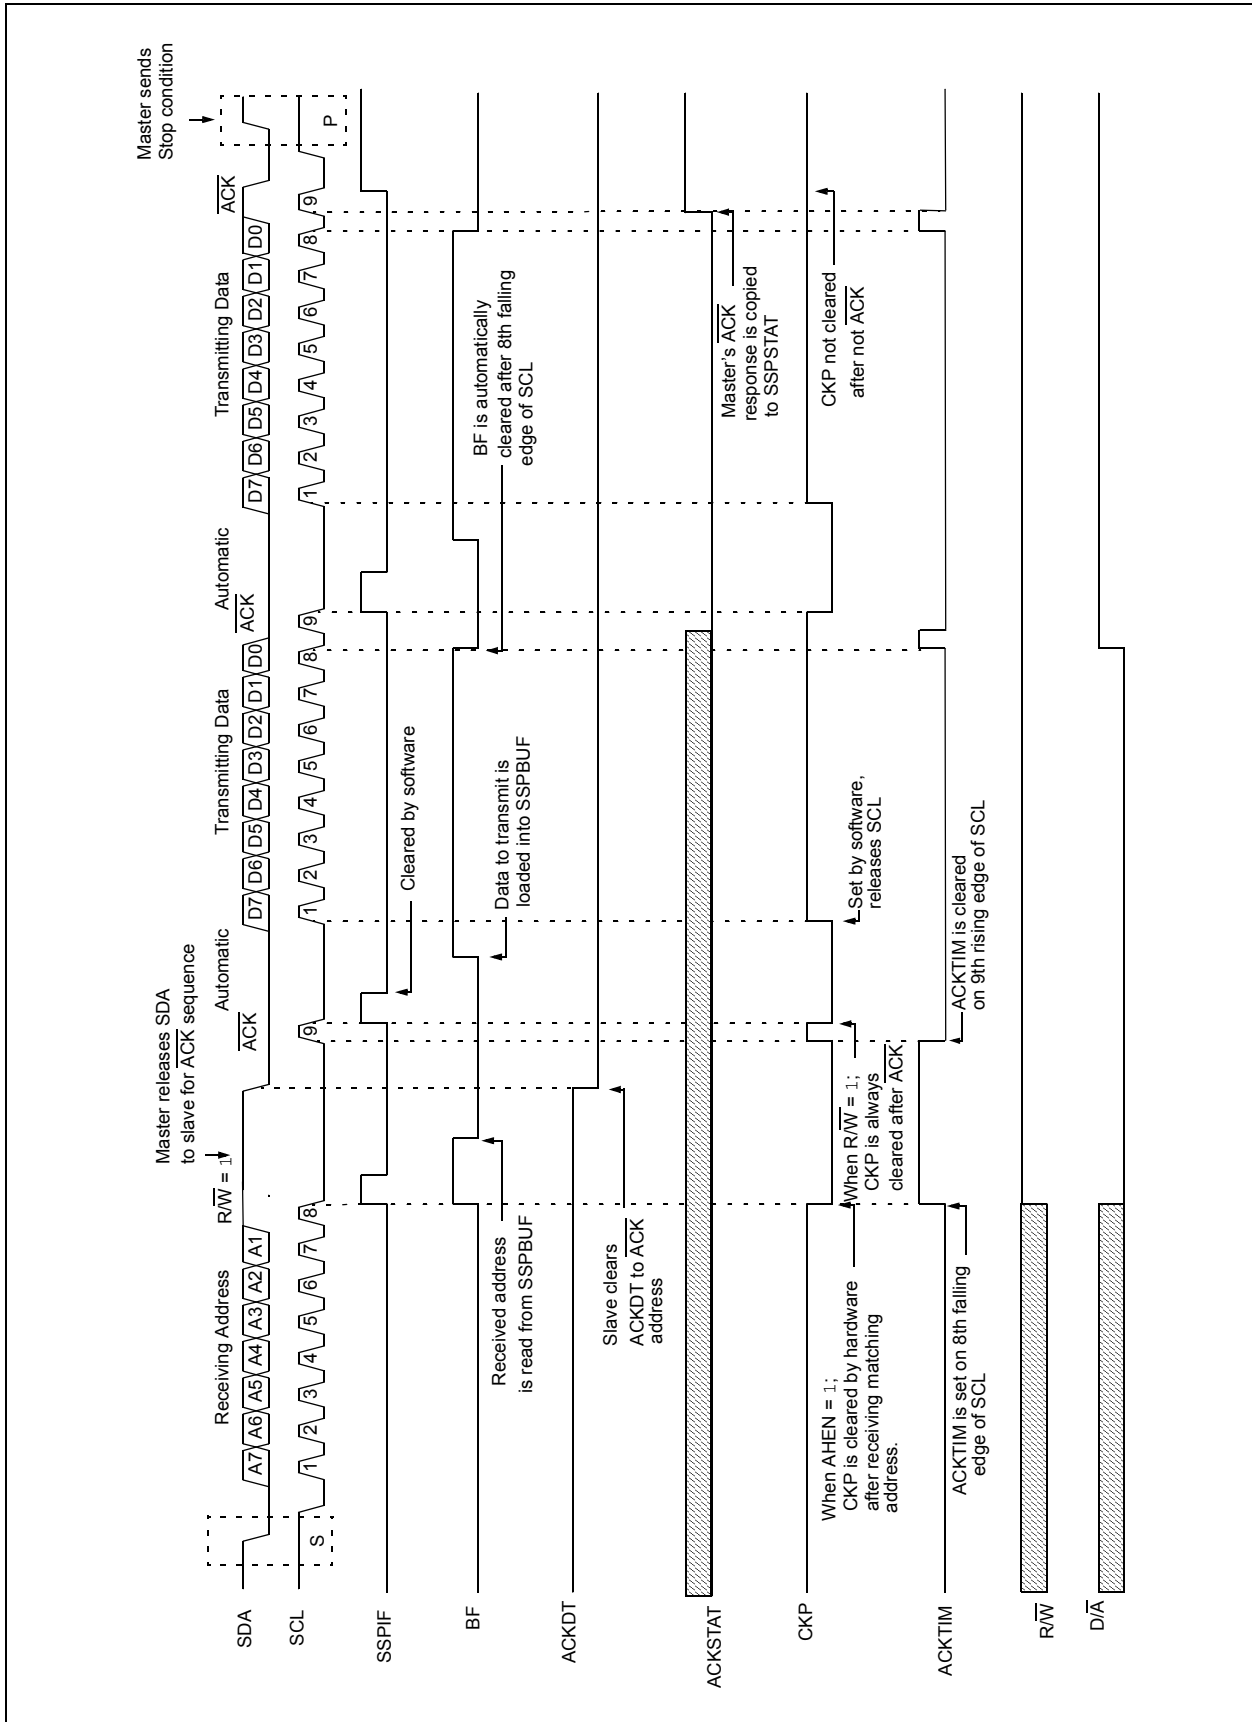 Master releases SDA
to slave for ACK sequence
Master sends
Stop condition
Receiving Address
R/W = 1
ACK
Automatic
Transmitting Data
ACK
Automatic
Transmitting Data
ACK
SDA
A7 A6 A5 A4 A3 A2 A1
D7 D6 D5 D4 D3 D2 D1 D0
D7 D6 D5 D4 D3 D2 D1 D0
SCL
S
1 2 3 4 5 6 7 8 9
1 2 3 4 5 6 7 8 9
1 2 3 4 5 6 7 8 9
P
SSPIF
Cleared by software
BF
Received address
is read from SSPBUF
Data to transmit is
loaded into SSPBUF
BF is automatically
cleared after 8th falling
edge of SCL
ACKDT
Slave clears
ACKDT to ACK
address
ACKSTAT
Master's ACK
response is copied
to SSPSTAT
CKP
When AHEN = 1;
CKP is cleared by hardware
after receiving matching
address.
When R/W = 1;
CKP is always
cleared after ACK
Set by software,
releases SCL
CKP not cleared
after not ACK
ACKTIM
ACKTIM is set on 8th falling
edge of SCL
ACKTIM is cleared
on 9th rising edge of SCL
R/W
D/A